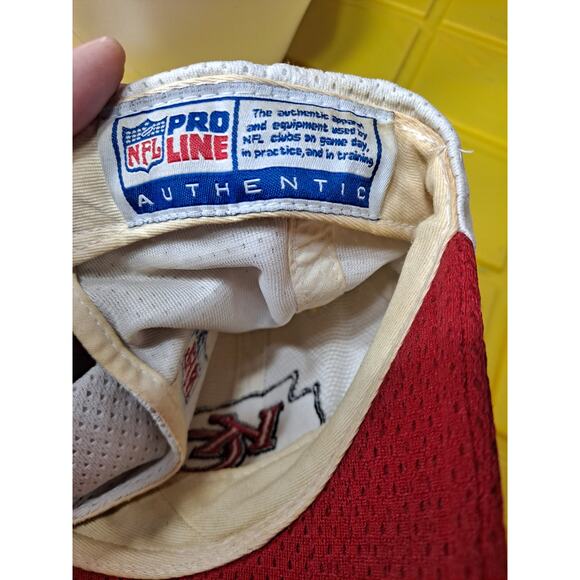 NFL
PRO
LINE
The authentic apparel
and equipment used by
NFL clubs on game day,
in practice, and in training.
AUTHENTIC